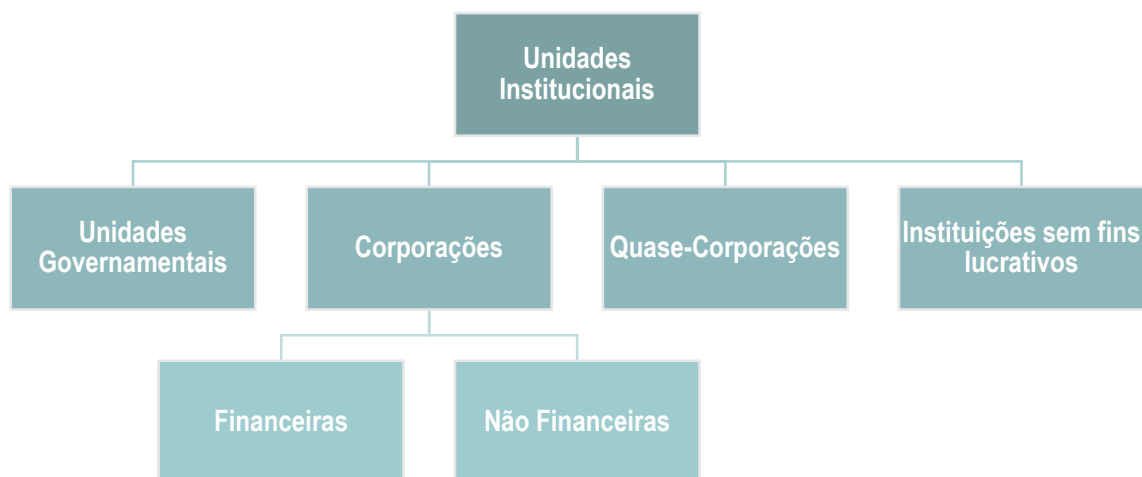 Unidades
Institucionais
Unidades
Governamentais
Corporações
Quase-Corporações
Instituições sem fins
lucrativos
Financeiras
Não Financeiras